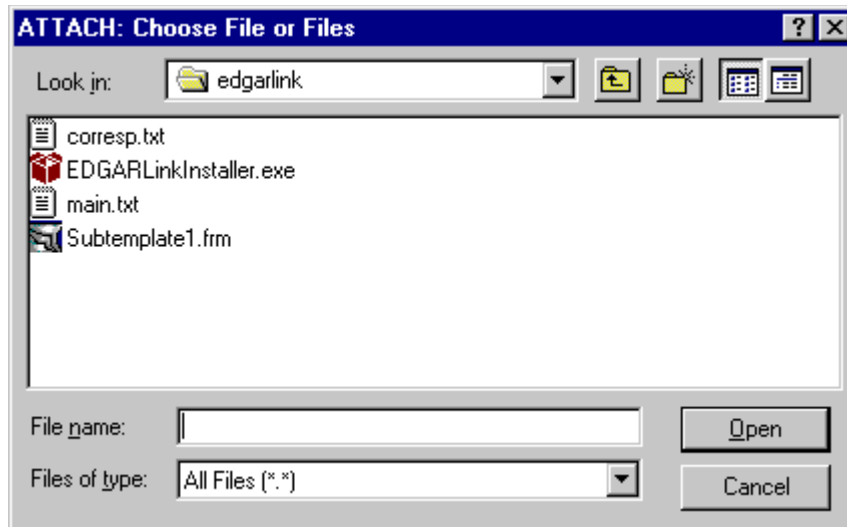 ATTACH: Choose File or Files
Look in: edgarlink
corresp.txt
EDGARLinkInstaller.exe
main.txt
Subtemplate1.frm
File name: Open
Files of type: All Files (*.*) Cancel